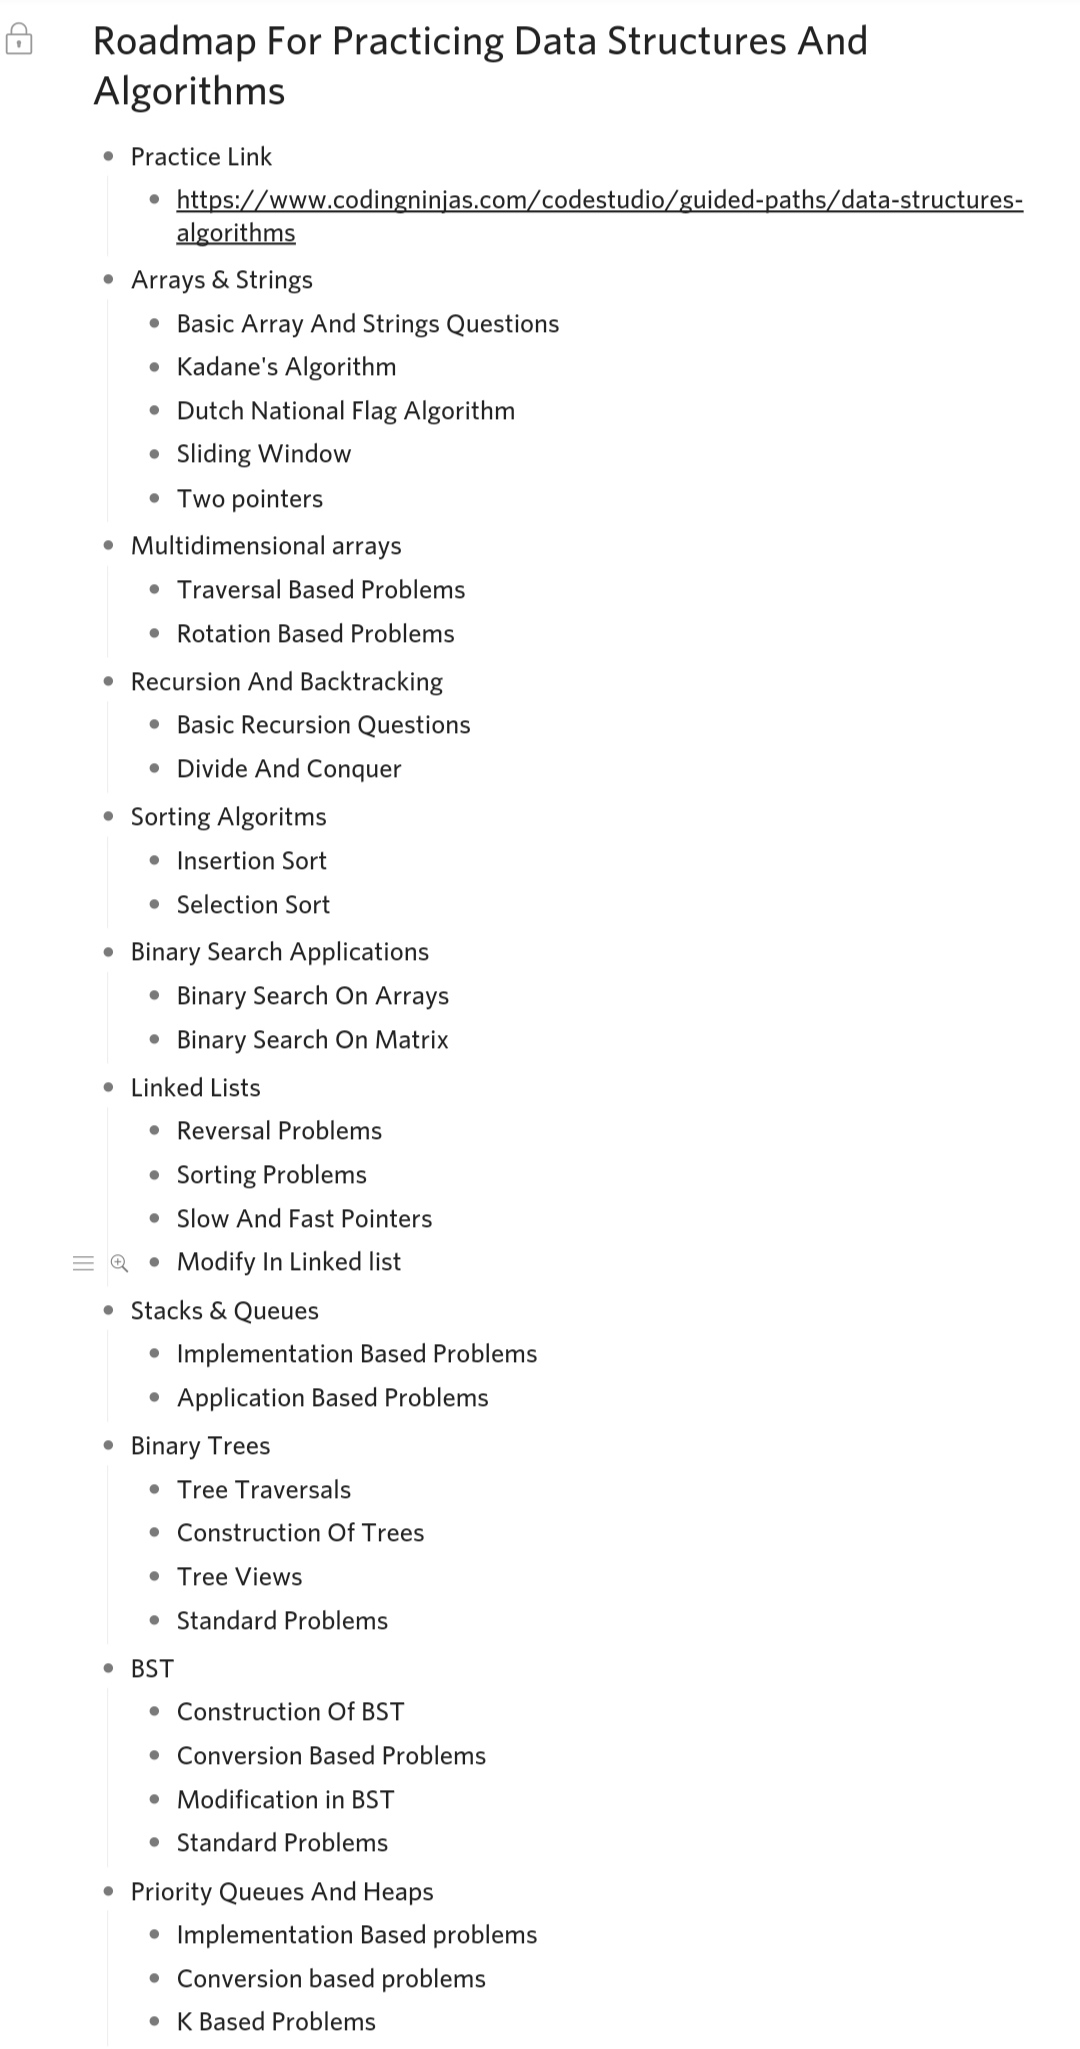 Roadmap For Practicing Data Structures And
Algorithms
Practice Link
https://www.codingninjas.com/codestudio/guided-paths/data-structures-
algorithms
Arrays & Strings
Basic Array And Strings Questions
Kadane's Algorithm
Dutch National Flag Algorithm
Sliding Window
Two pointers
Multidimensional arrays
Traversal Based Problems
Rotation Based Problems
Recursion And Backtracking
Basic Recursion Questions
Divide And Conquer
Sorting Algoritms
Insertion Sort
Selection Sort
Binary Search Applications
Binary Search On Arrays
Binary Search On Matrix
Linked Lists
Reversal Problems
Sorting Problems
Slow And Fast Pointers
Modify In Linked list
Stacks & Queues
Implementation Based Problems
Application Based Problems
Binary Trees
Tree Traversals
Construction Of Trees
Tree Views
Standard Problems
BST
Construction Of BST
Conversion Based Problems
Modification in BST
Standard Problems
Priority Queues And Heaps
Implementation Based problems
Conversion based problems
K Based Problems